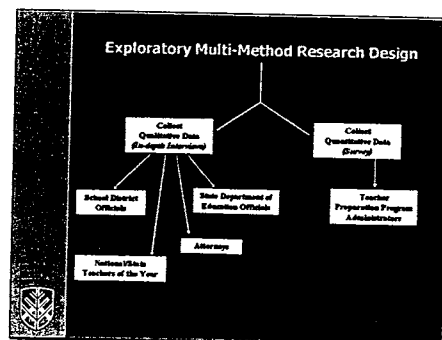 Exploratory Multi-Method Research Design
Collect
Qualitative Data
(In-depth Interviews)
Collect
Quantitative Data
(Survey)
School District
Officials
State Department of
Education Officials
Teacher
Preparation Program
Administrators
Attorneys
National/State
Teachers of the Year